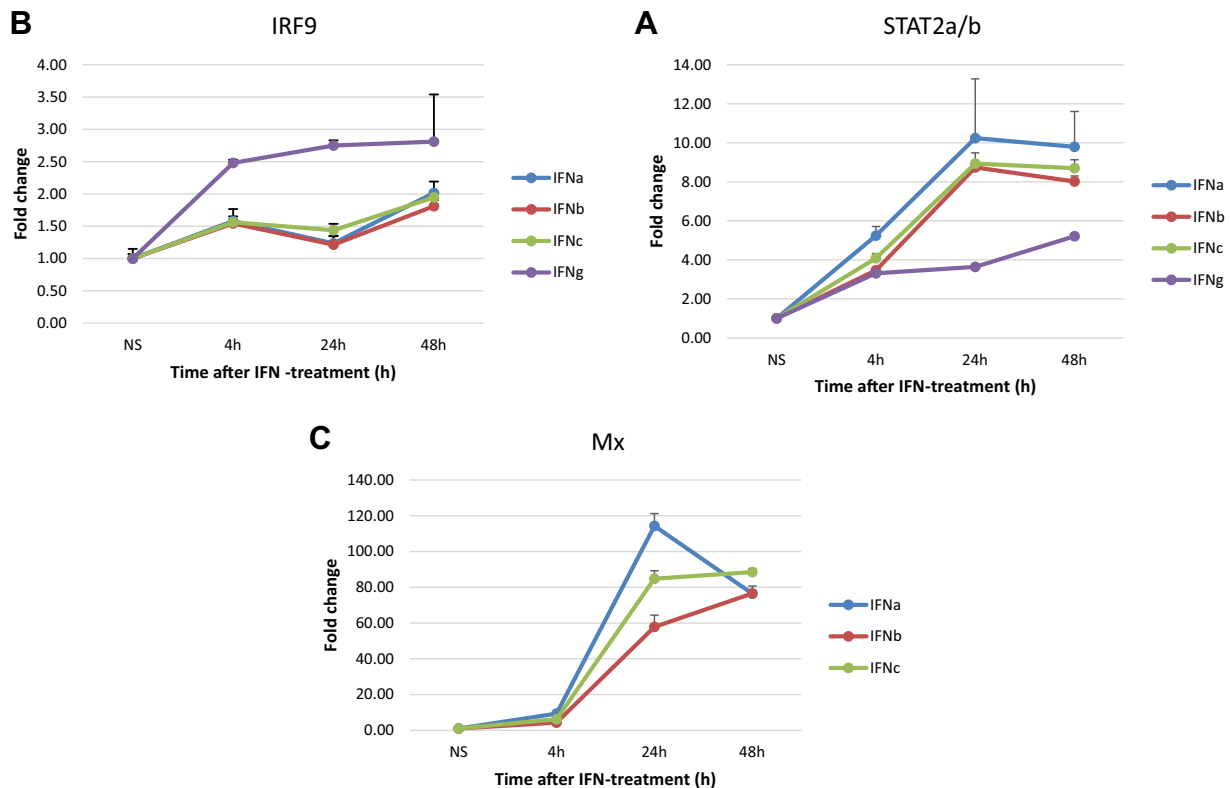 B
IRF9
4.00
3.50
3.00
2.50
2.00
1.50
1.00
0.50
0.00
Fold change
NS 4h 24h 48h
Time after IFN -treatment (h)
IFNa
IFNb
IFNc
IFNg
A
STAT2a/b
14.00
12.00
10.00
8.00
6.00
4.00
2.00
0.00
Fold change
NS 4h 24h 48h
Time after IFN-treatment (h)
IFNa
IFNb
IFNc
IFNg
C
Mx
140.00
120.00
100.00
80.00
60.00
40.00
20.00
0.00
Fold change
NS 4h 24h 48h
Time after IFN-treatment (h)
IFNa
IFNb
IFNc